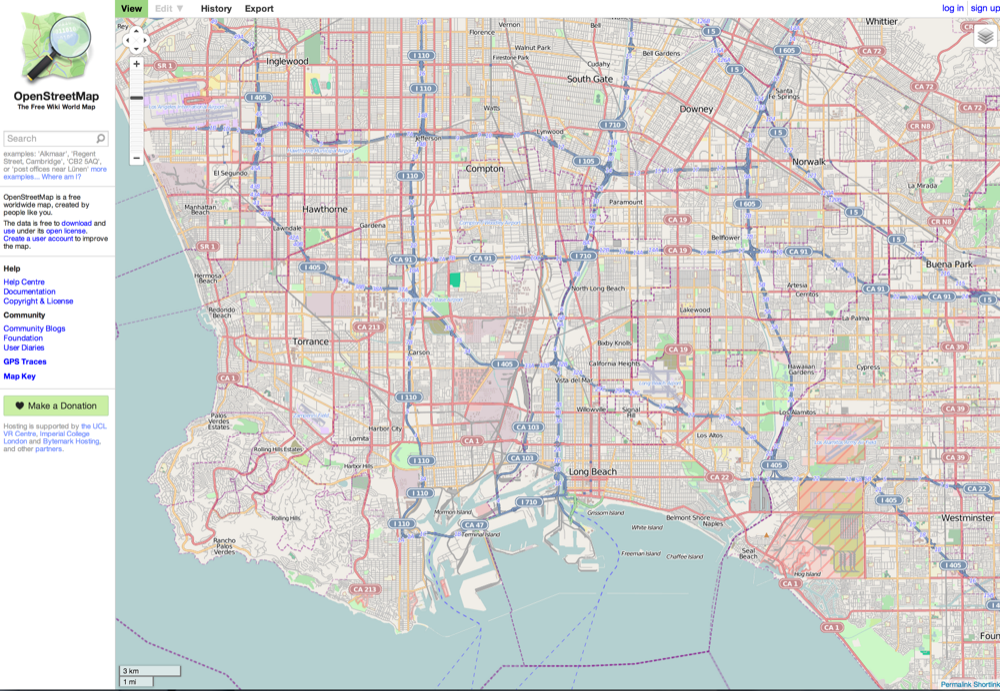 View
Edit ▼
History
Export
log in
sign up
OpenStreetMap
The Free Wiki World Map
Search
examples: 'Alkmaar', 'Regent
Street, Cambridge', 'CB2 5AQ',
or 'post offices near Lünen' more
examples... Where am I?
OpenStreetMap is a free
worldwide map, created by
people like you.
The data is free to download and
use under its open license.
Create a user account to improve
the map.
Help
Help Centre
Documentation
Copyright & License
Community
Community Blogs
Foundation
User Diaries
GPS Traces
Map Key
Make a Donation
Hosting is supported by the UCL
VR Centre, Imperial College
London and Bytemark Hosting,
and other partners.
Vernon
Bell
Whittier
Florence
Walnut Park
Firestone Park
Bell Gardens
Cudahy
Inglewood
South Gate
Santa
Fe Springs
Downey
Watts
Lynwood
Norwalk
El Segundo
Compton
La Mirada
Manhattan
Beach
Hawthorne
Paramount
Lawndale
Gardena
Bellflower
Buena Park
Hermosa
Beach
Artesia
Cerritos
North Long Beach
Redondo
Beach
Lakewood
La Palma
Torrance
Bixby Knolls
Carson
California Heights
Hawaiian
Gardens
Cypress
Vista del Mar
Willowville
Signal
Hill
Los Alamitos
Palos
Verdes
Estates
Harbor City
Los Altos
Lomita
Rolling Hills Estates
Harbor Hills
Long Beach
Mormon Island
Grissom Island
Belmont Shore
Naples
Westminster
Rolling Hills
White Island
Terminal Island
Rancho
Palos
Verdes
Freeman Island
Chaffee Island
Seal
Beach
Hog Island
Foun
I 110
I 5
I 605
CA 72
SR 1
I 405
I 710
CR N8
I 105
CA 19
CA 91
CA 213
CA 39
CA 1
CA 103
CA 22
CA 47
3 km
1 mi
Permalink Shortlink